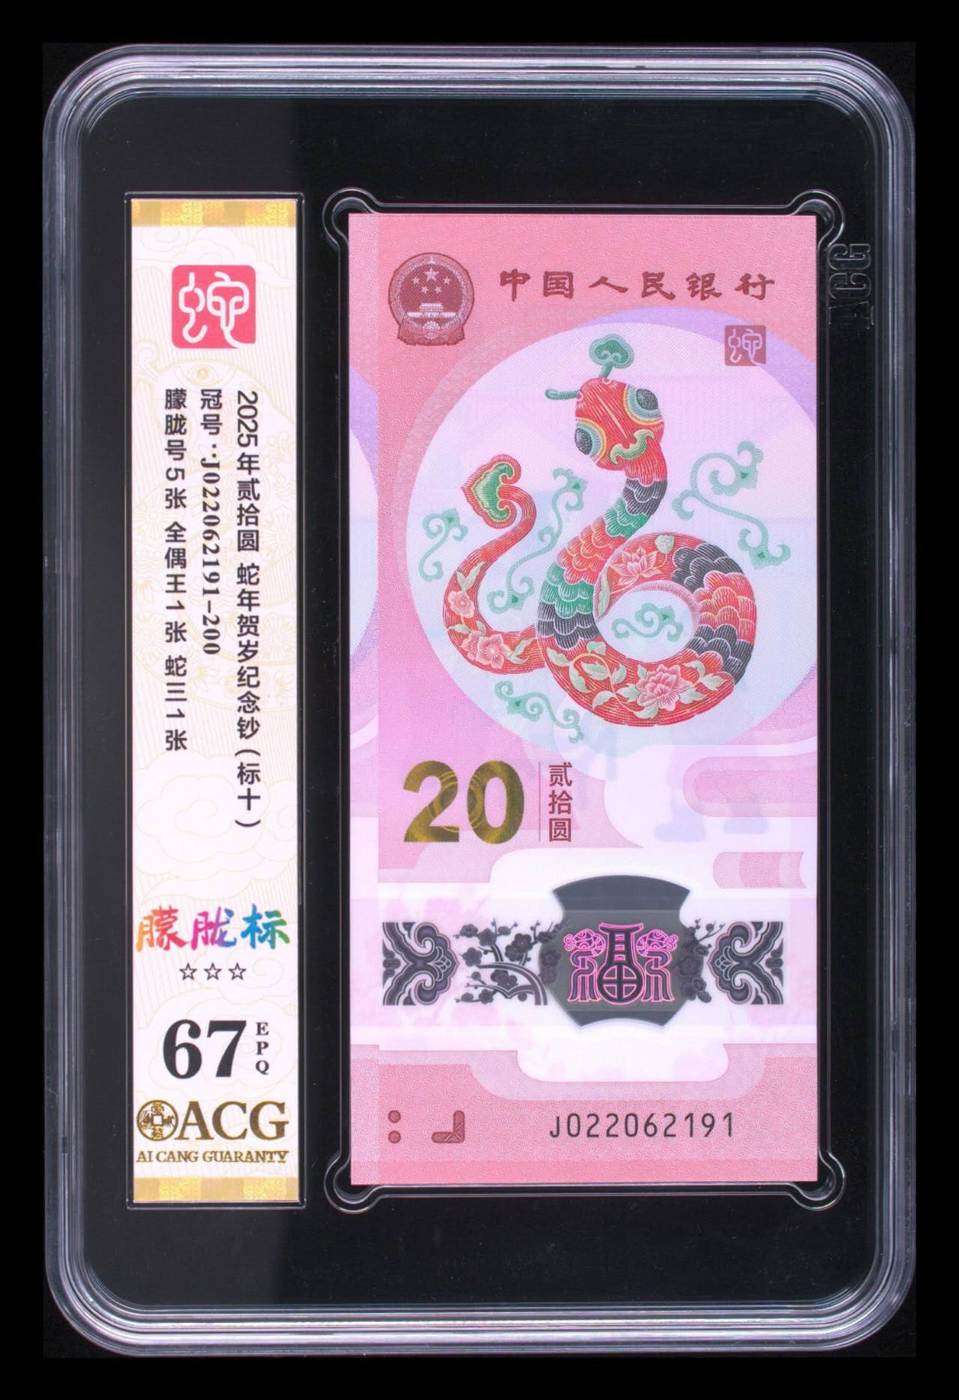 蛇
2025年贰拾圆 蛇年贺岁纪念钞(标十)
冠号:J022062191-200
朦胧号5张 全偶王1张 蛇三1张
朦胧标
☆☆☆
67 EPQ
ACG
AI CANG GUARANTY
中国人民银行
蛇
20 贰拾圆
福
J022062191
ACG